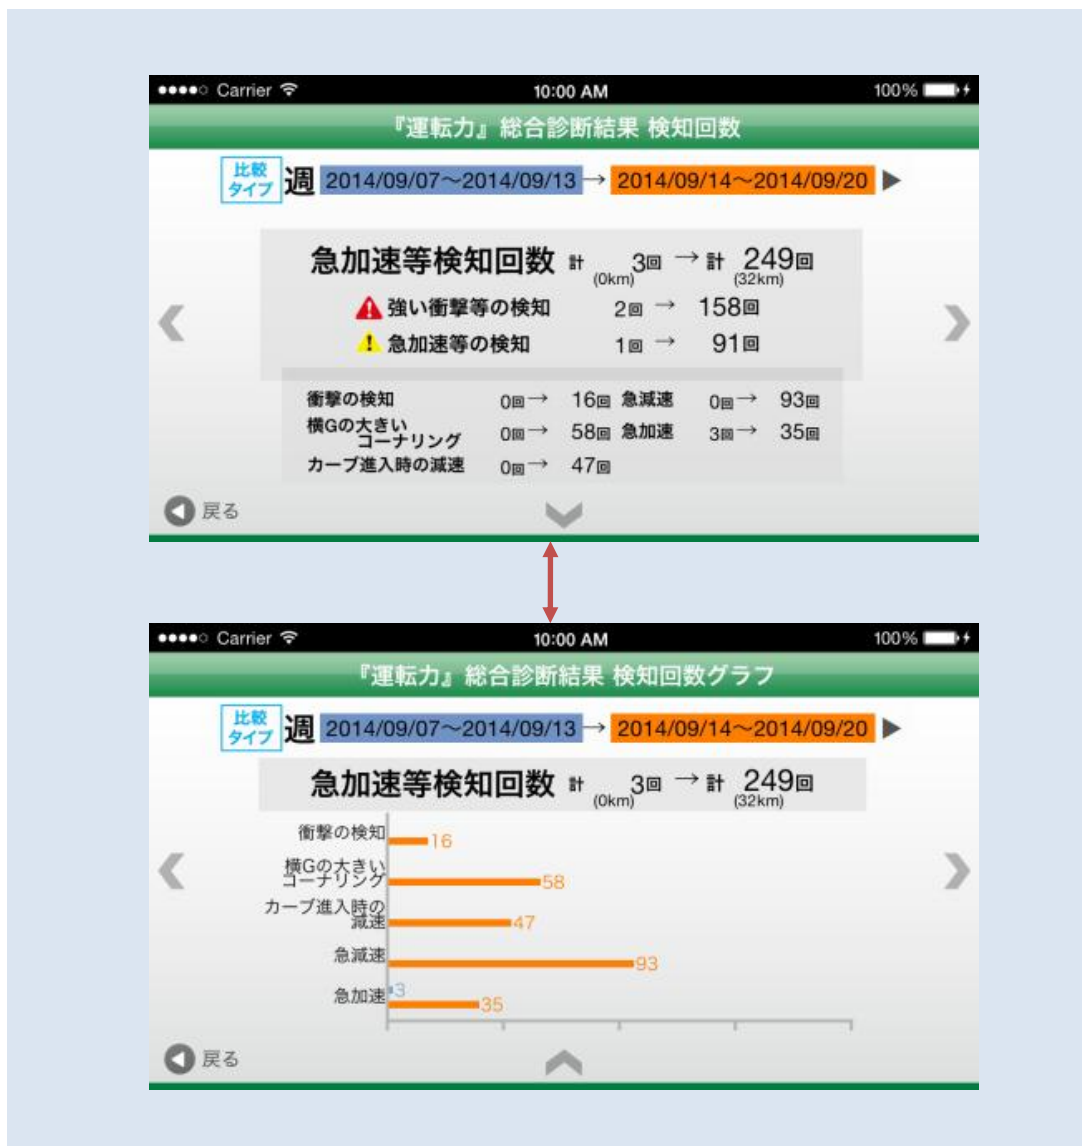 Carrier 10:00 AM 100%
『運転力』総合診断結果 検知回数
比較
タイプ
週 2014/09/07～2014/09/13 → 2014/09/14～2014/09/20
急加速等検知回数 計 3回 → 計 249回
(0km) (32km)
強い衝撃等の検知 2回 → 158回
急加速等の検知 1回 → 91回
衝撃の検知 0回→ 16回 急減速 0回→ 93回
横Gの大きい
コーナリング 0回→ 58回 急加速 3回→ 35回
カーブ進入時の減速 0回→ 47回
戻る
Carrier 10:00 AM 100%
『運転力』総合診断結果 検知回数グラフ
比較
タイプ
週 2014/09/07～2014/09/13 → 2014/09/14～2014/09/20
急加速等検知回数 計 3回 → 計 249回
(0km) (32km)
衝撃の検知 16
横Gの大きい
コーナリング 58
カーブ進入時の
減速 47
急減速 93
急加速 3
35
戻る